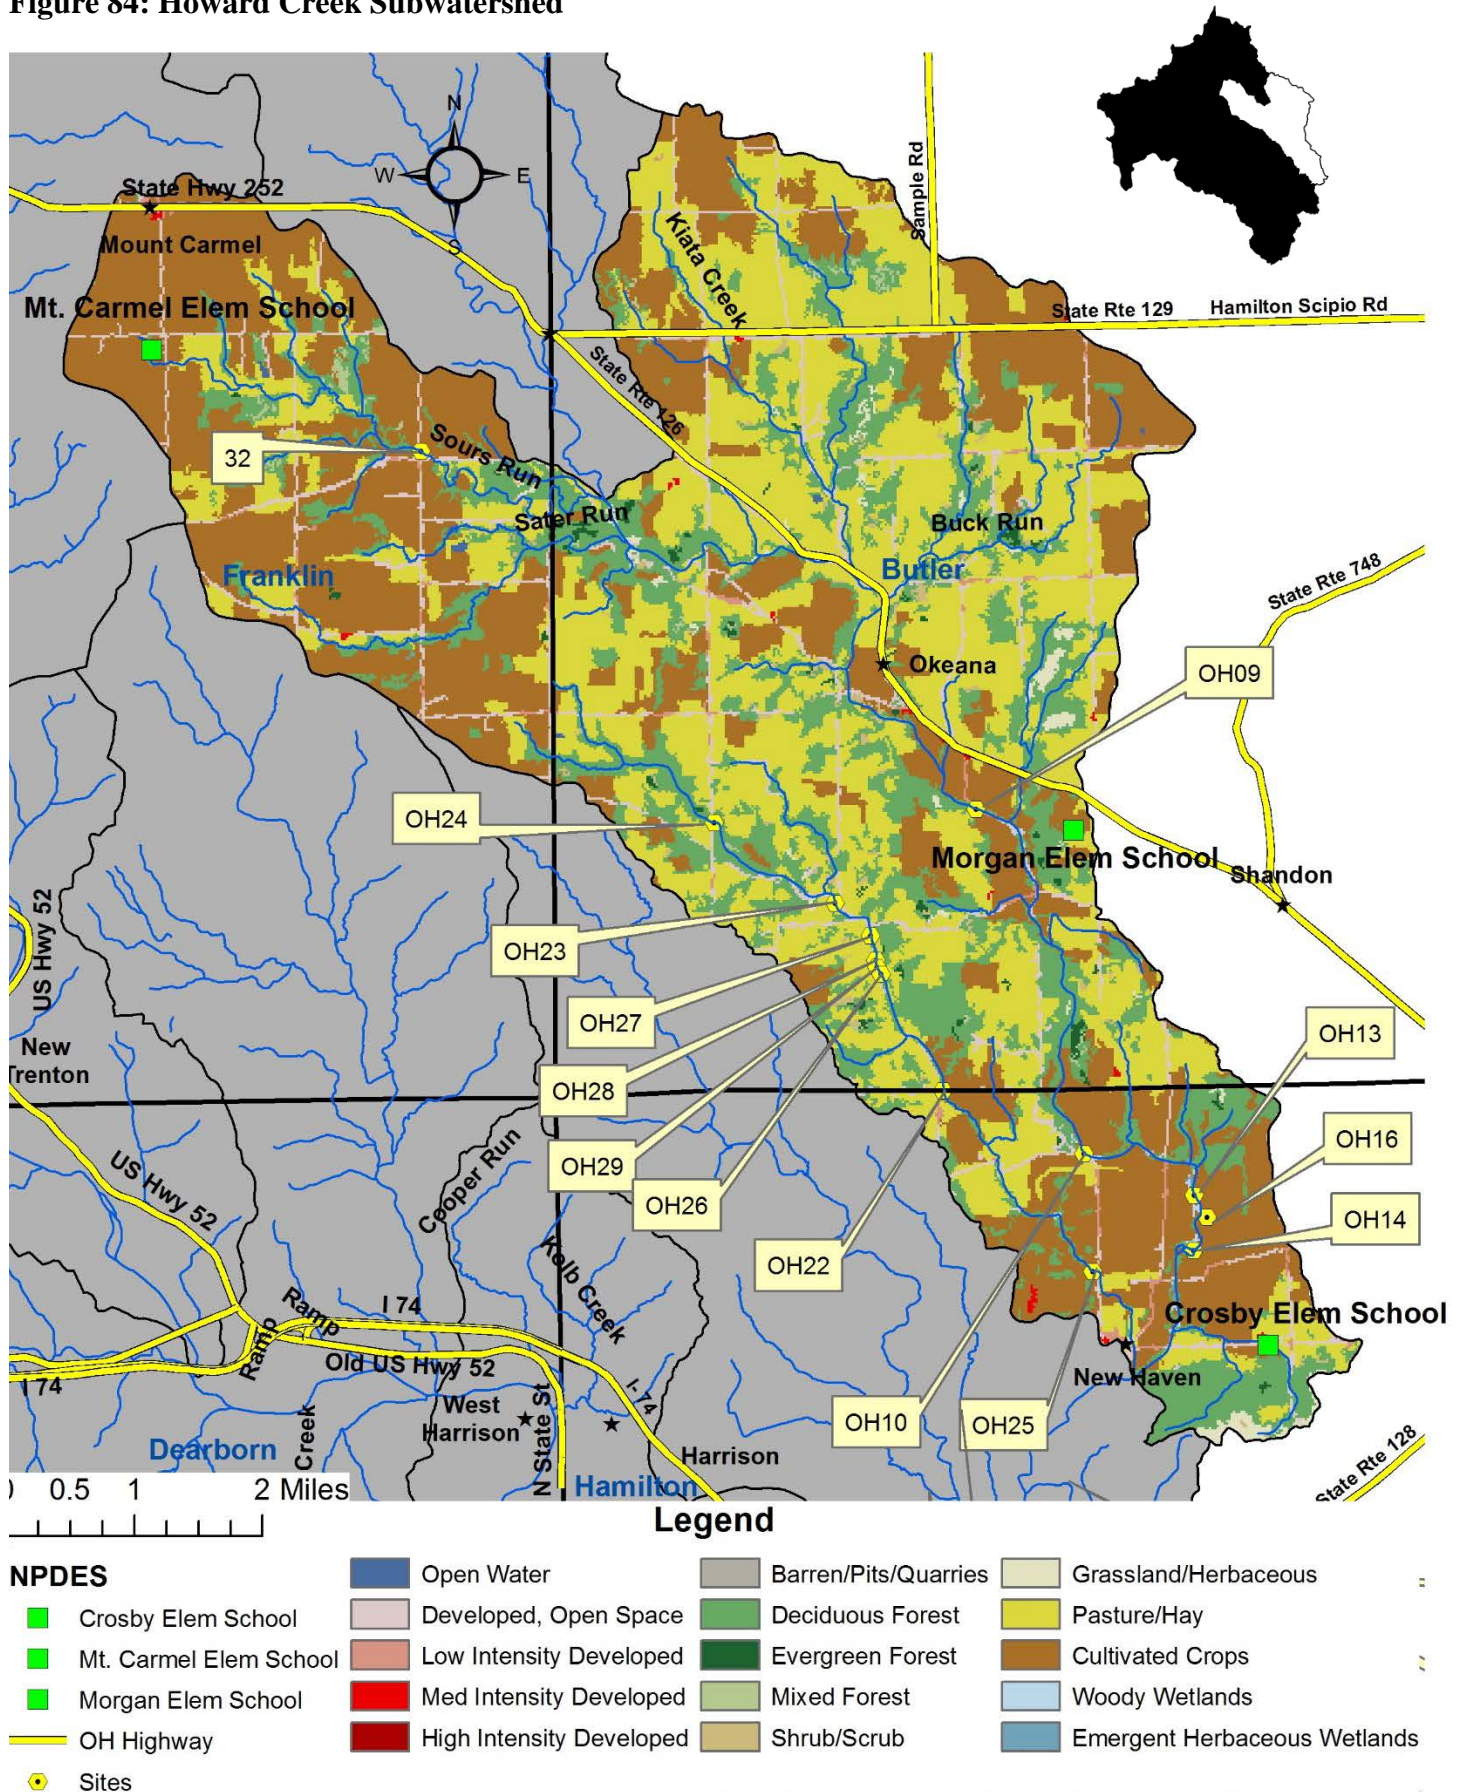 Figure 84: Howard Creek Subwatershed
N
W
E
S
State Hwy 252
Mount Carmel
Mt. Carmel Elem School
Kiata Creek
Sample Rd
State Rte 129
Hamilton Scipio Rd
State Rte 126
32
Sours Run
Sater Run
Buck Run
Franklin
Butler
State Rte 748
Okeana
OH09
OH24
Morgan Elem School
Shandon
US Hwy 52
OH23
OH27
New
Trenton
OH13
OH28
OH16
OH29
OH26
OH14
US Hwy 52
Cooper Run
Kolb Creek
OH22
Ramp
I 74
Ramp
Old US Hwy 52
I 74
Crosby Elem School
New Haven
I- 74
West
Harrison
N State St
Creek
OH10
OH25
Dearborn
Harrison
Hamilton
State Rte 128
0.5 1 2 Miles
Legend
NPDES
Crosby Elem School
Mt. Carmel Elem School
Morgan Elem School
OH Highway
Sites
Open Water
Developed, Open Space
Low Intensity Developed
Med Intensity Developed
High Intensity Developed
Barren/Pits/Quarries
Deciduous Forest
Evergreen Forest
Mixed Forest
Shrub/Scrub
Grassland/Herbaceous
Pasture/Hay
Cultivated Crops
Woody Wetlands
Emergent Herbaceous Wetlands